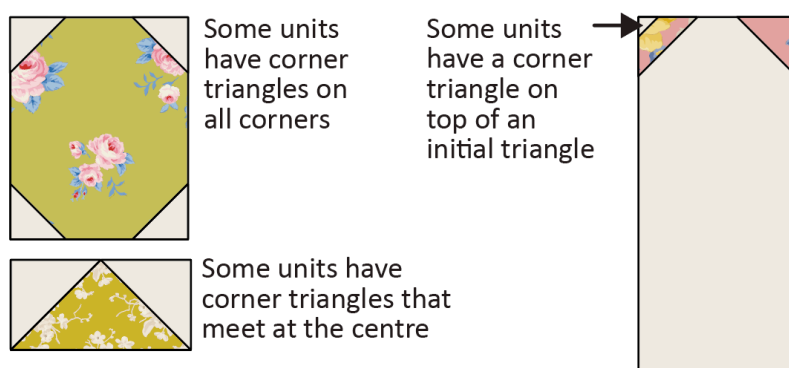 Some units
have corner
triangles on
all corners
Some units
have a corner
triangle on
top of an
initial triangle
Some units have
corner triangles that
meet at the centre